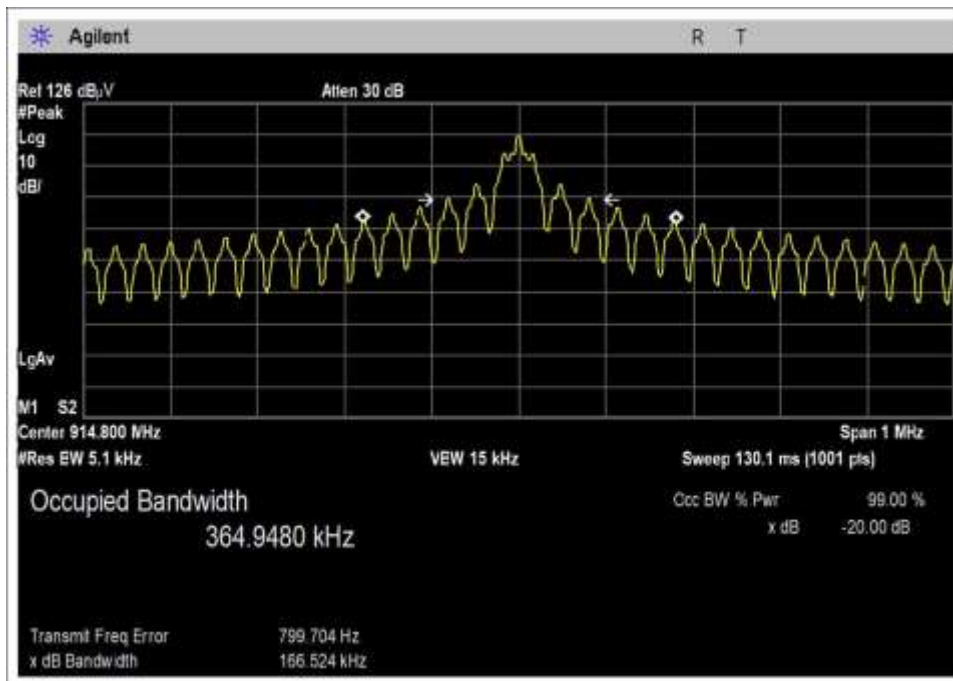 Agilent R T
Ref 126 dBµV Atten 30 dB
#Peak
Log
10
dB/
LgAv
M1 S2
Center 914.800 MHz Span 1 MHz
#Res BW 5.1 kHz VBW 15 kHz Sweep 130.1 ms (1001 pts)
Occupied Bandwidth
364.9480 kHz
Occ BW % Pwr 99.00 %
x dB -20.00 dB
Transmit Freq Error 799.704 Hz
x dB Bandwidth 166.524 kHz